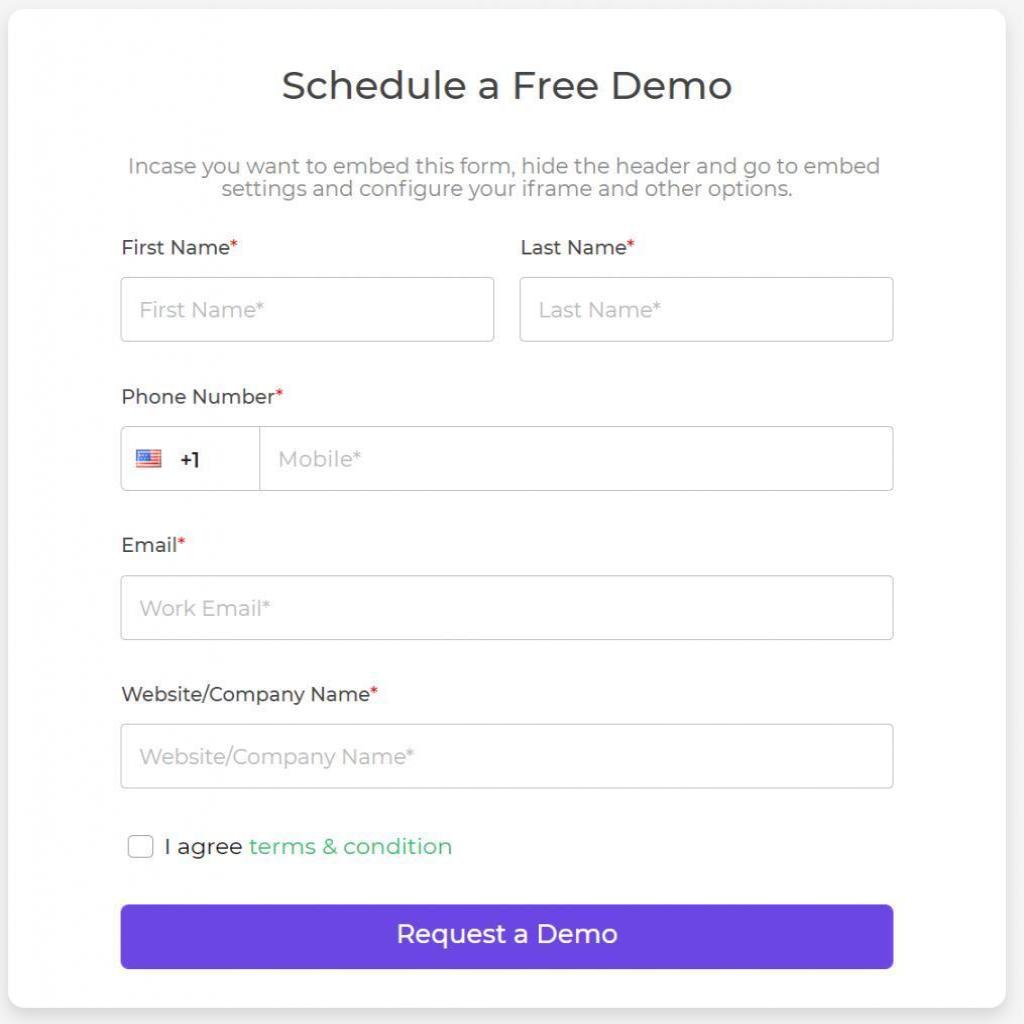 Schedule a Free Demo
Incase you want to embed this form, hide the header and go to embed
settings and configure your iframe and other options.
First Name* Last Name*
First Name* Last Name*
Phone Number*
+1 Mobile*
Email*
Work Email*
Website/Company Name*
Website/Company Name*
I agree terms & condition
Request a Demo